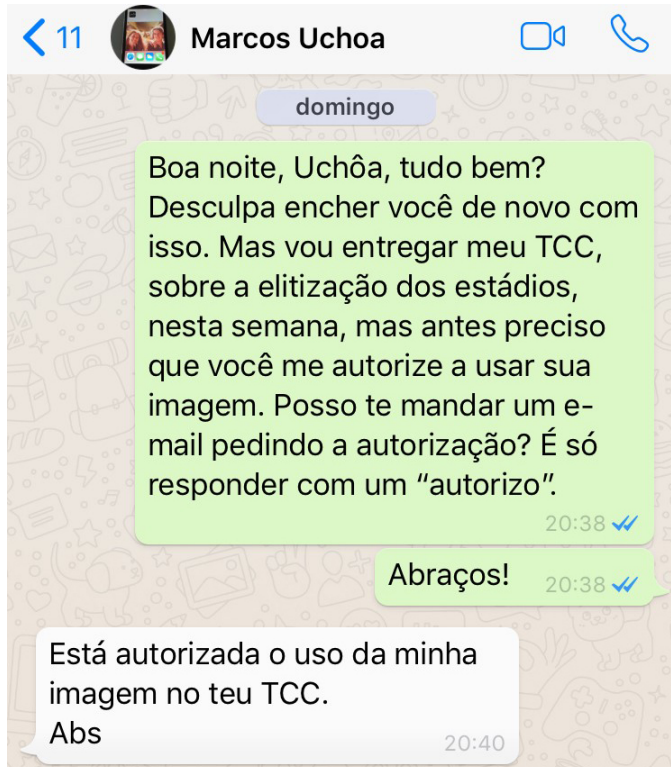 11
Marcos Uchoa
domingo
Boa noite, Uchôa, tudo bem?
Desculpa encher você de novo com
isso. Mas vou entregar meu TCC,
sobre a elitização dos estádios,
nesta semana, mas antes preciso
que você me autorize a usar sua
imagem. Posso te mandar um e-
mail pedindo a autorização? É só
responder com um “autorizo”.
20:38
Abraços! 20:38
Está autorizada o uso da minha
imagem no teu TCC.
Abs 20:40